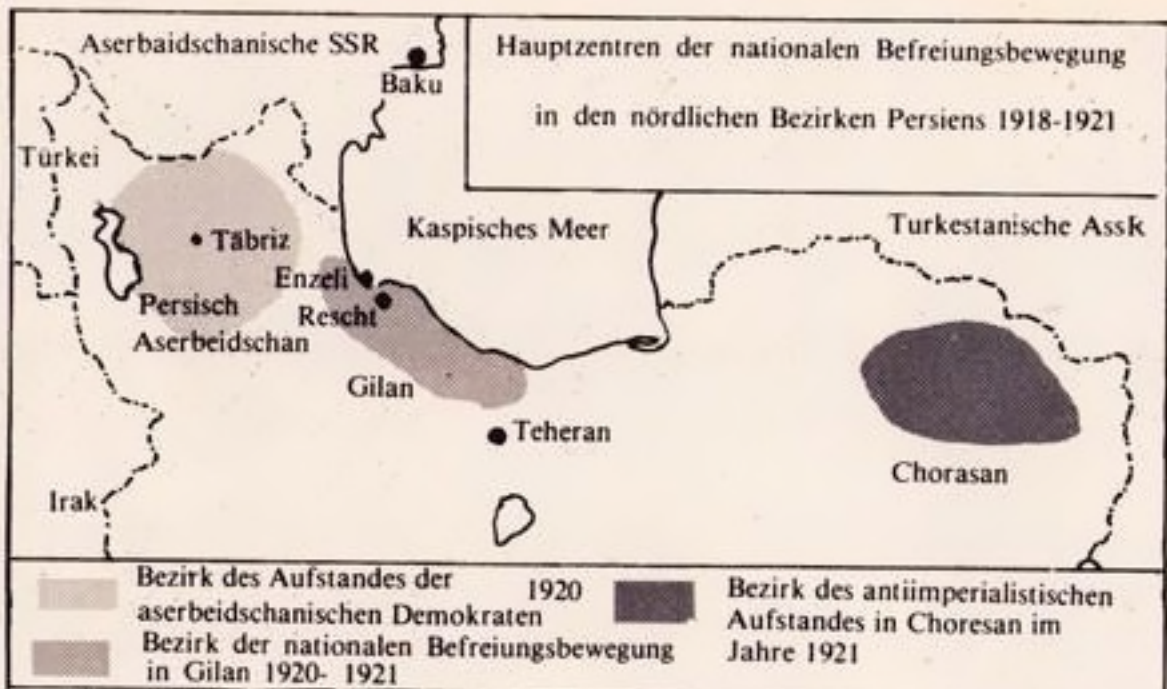 Aserbaidschanische SSR
Baku
Hauptzentren der nationalen Befreiungsbewegung
in den nördlichen Bezirken Persiens 1918-1921
Türkei
Kaspisches Meer
Turkestanische AssR
Täbriz
Enzeli
Rescht
Persisch
Aserbeidschan
Gilan
Teheran
Chorasan
Irak
Bezirk des Aufstandes der 1920
aserbeidschanischen Demokraten
Bezirk der nationalen Befreiungsbewegung
in Gilan 1920- 1921
Bezirk des antiimperialistischen
Aufstandes in Choresan im
Jahre 1921